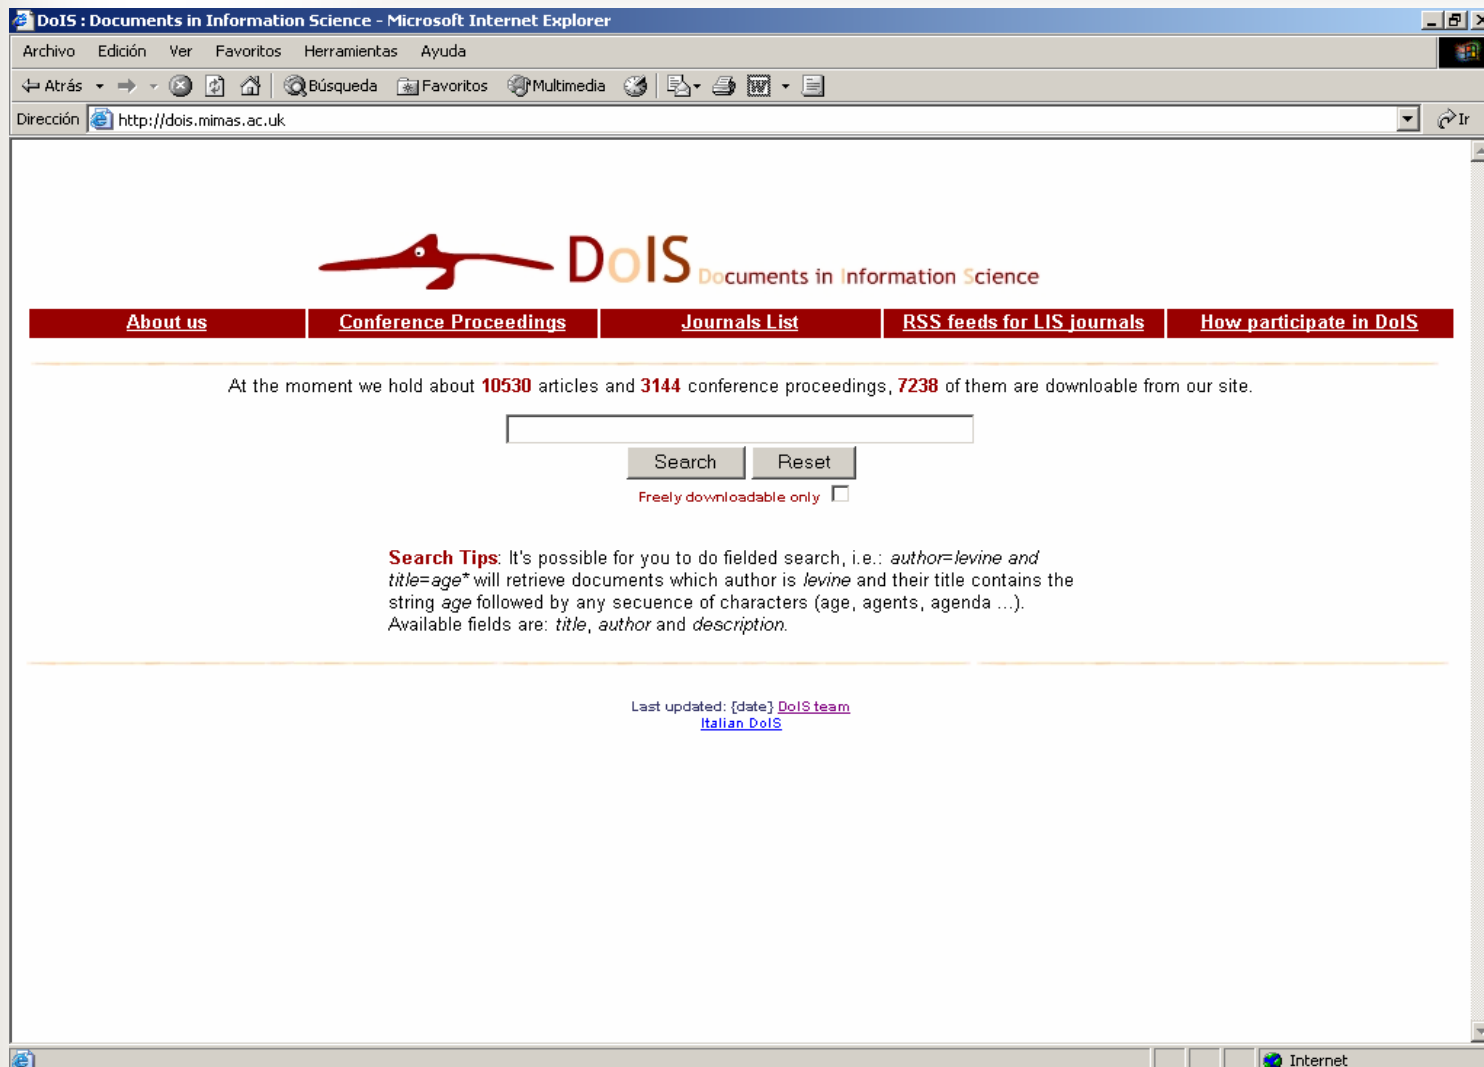 DoIS : Documents in Information Science - Microsoft Internet Explorer
Archivo Edición Ver Favoritos Herramientas Ayuda
Atrás Búsqueda Favoritos Multimedia
Dirección http://dois.mimas.ac.uk Ir
DoIS Documents in Information Science
About us Conference Proceedings Journals List RSS feeds for LIS journals How participate in DoIS
At the moment we hold about 10530 articles and 3144 conference proceedings, 7238 of them are downloable from our site.
Search Reset
Freely downloadable only
Search Tips: It's possible for you to do fielded search, i.e.: author=levine and
title=age* will retrieve documents which author is levine and their title contains the
string age followed by any secuence of characters (age, agents, agenda ...).
Available fields are: title, author and description.
Last updated: {date} DoIS team
Italian DoIS
Internet